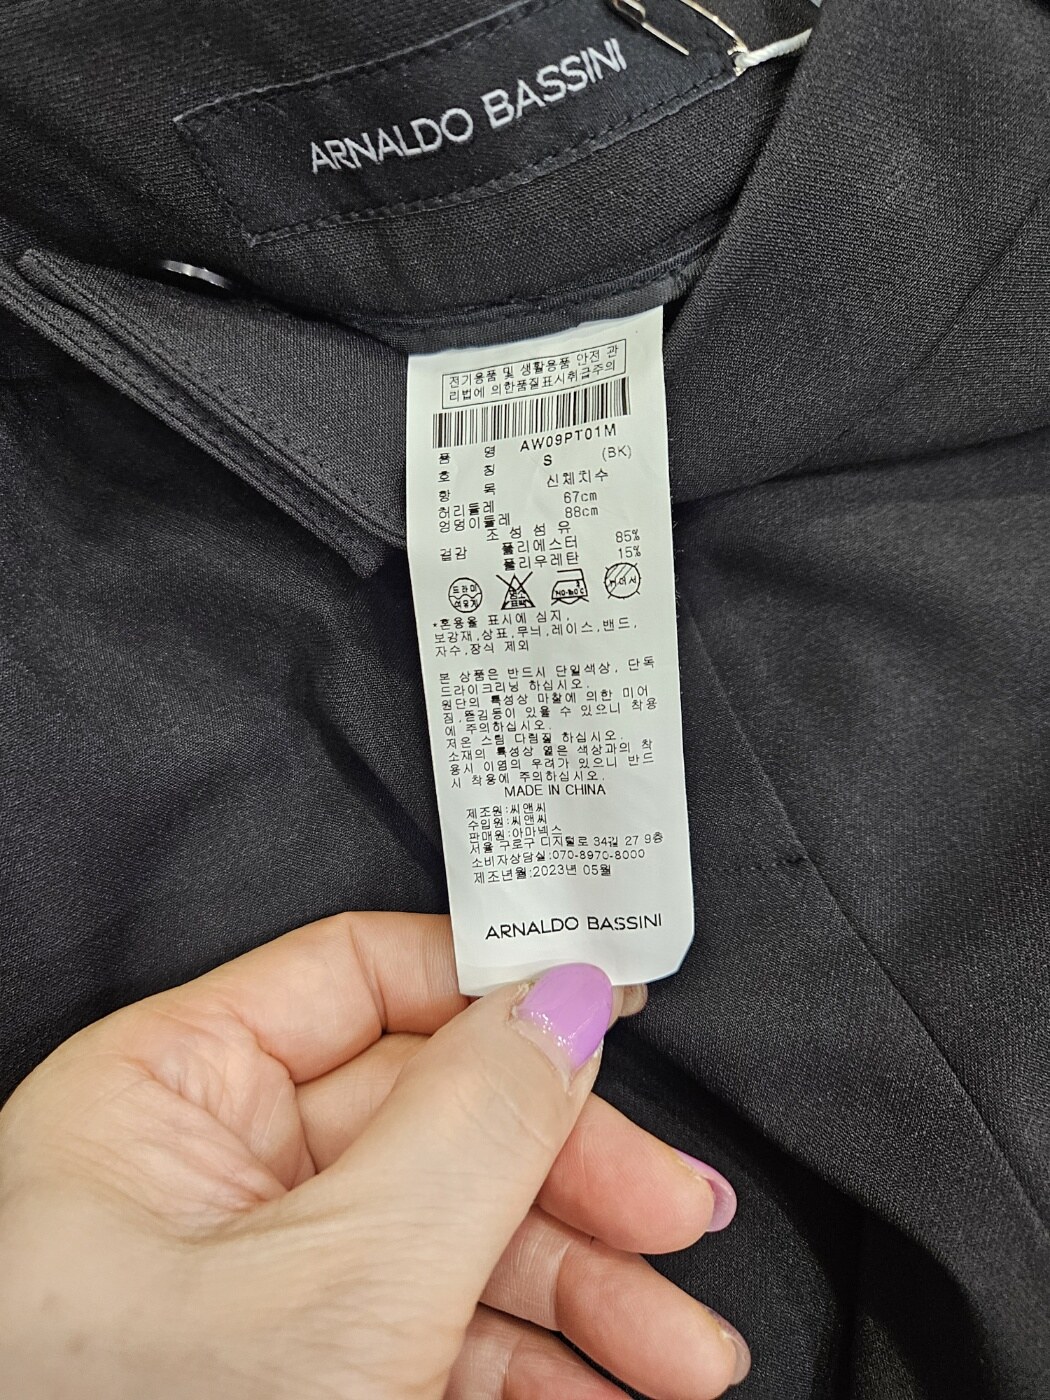 ARNALDO BASSINI
전기용품 및 생활용품 안전 관
리법에 의한품질표시취급주의
품 명 AW09PT01M
호 칭 S (BK)
항 목 신체치수
허리둘레 67cm
엉덩이둘레 88cm
조 성 섬 유
겉감 폴리에스터 85%
폴리우레탄 15%
드라이
*혼용율 표시에 심지,
보강재,상표,무늬,레이스,밴드,
자수,장식 제외
본 상품은 반드시 단일색상, 단독
드라이크리닝 하십시오.
원단의 특성상 마찰에 의한 미어
짐,뜯김등이 있을 수 있으니 착용
에 주의하십시오.
저온 스팀 다림질 하십시오.
소재의 특성상 옅은 색상과의 착
용시 이염의 우려가 있으니 반드
시 착용에 주의하십시오.
MADE IN CHINA
제조원:씨앤씨
수입원:씨앤씨
판매원:아마넥스
서울 구로구 디지털로 34길 27 9층
소비자상담실:070-8970-8000
제조년월:2023년 05월
ARNALDO BASSINI